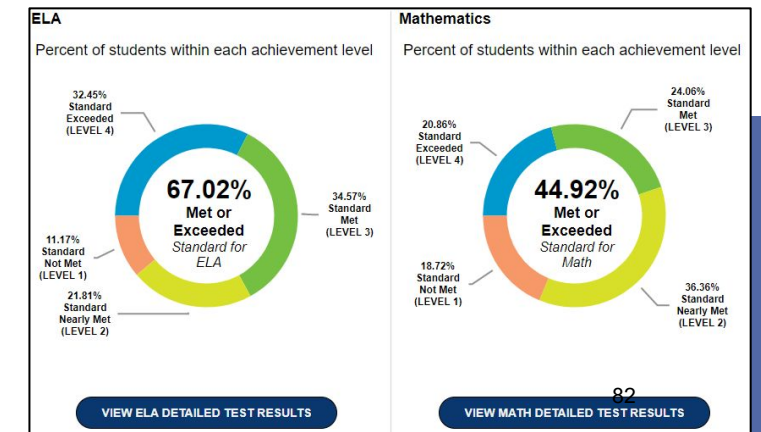 ELA
Percent of students within each achievement level
32.45%
Standard
Exceeded
(LEVEL 4)
67.02%
Met or
Exceeded
Standard for
ELA
34.57%
Standard
Met
(LEVEL 3)
11.17%
Standard
Not Met
(LEVEL 1)
21.81%
Standard
Nearly Met
(LEVEL 2)
VIEW ELA DETAILED TEST RESULTS
Mathematics
Percent of students within each achievement level
24.06%
Standard
Met
(LEVEL 3)
20.86%
Standard
Exceeded
(LEVEL 4)
44.92%
Met or
Exceeded
Standard for
Math
18.72%
Standard
Not Met
(LEVEL 1)
36.36%
Standard
Nearly Met
(LEVEL 2)
82
VIEW MATH DETAILED TEST RESULTS